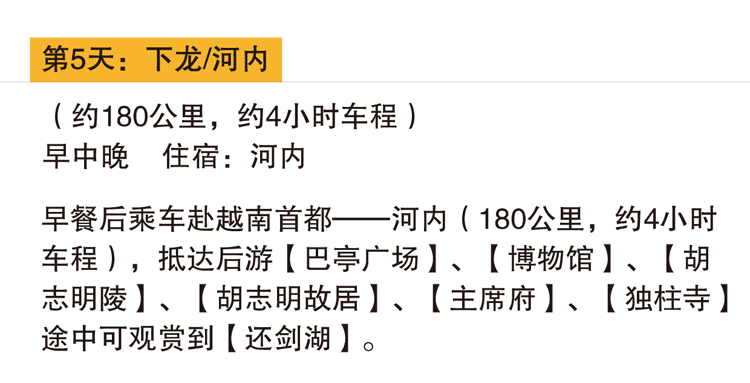 第5天：下龙/河内
（约180公里，约4小时车程）
早中晚　住宿：河内
早餐后乘车赴越南首都——河内（180公里，约4小时
车程），抵达后游【巴亭广场】、【博物馆】、【胡
志明陵】、【胡志明故居】、【主席府】、【独柱寺】
途中可观赏到【还剑湖】。